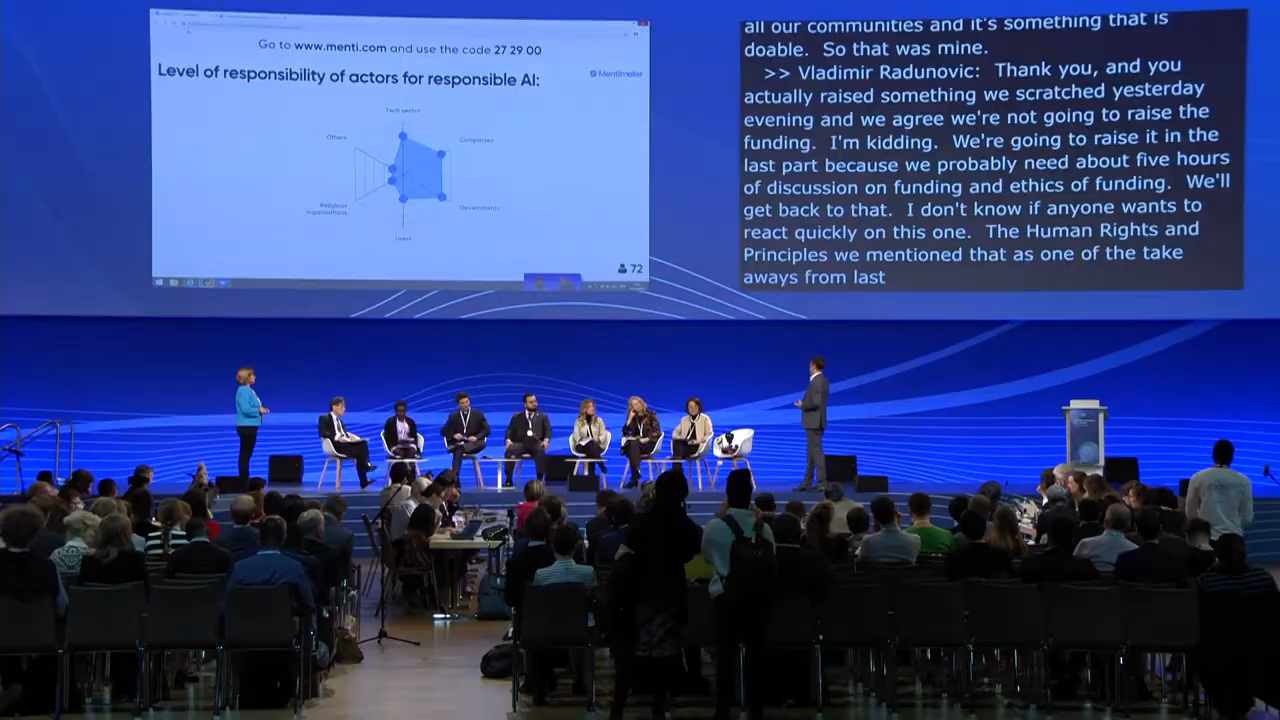 Go to www.menti.com and use the code 27 29 00
Level of responsibility of actors for responsible AI:
Mentimeter
Tech sector
Others
Companies
Religious
organisations
Governments
Users
72
all our communities and it's something that is
doable. So that was mine.
>> Vladimir Radunovic: Thank you, and you
actually raised something we scratched yesterday
evening and we agree we're not going to raise the
funding. I'm kidding. We're going to raise it in the
last part because we probably need about five hours
of discussion on funding and ethics of funding. We'll
get back to that. I don't know if anyone wants to
react quickly on this one. The Human Rights and
Principles we mentioned that as one of the take
aways from last